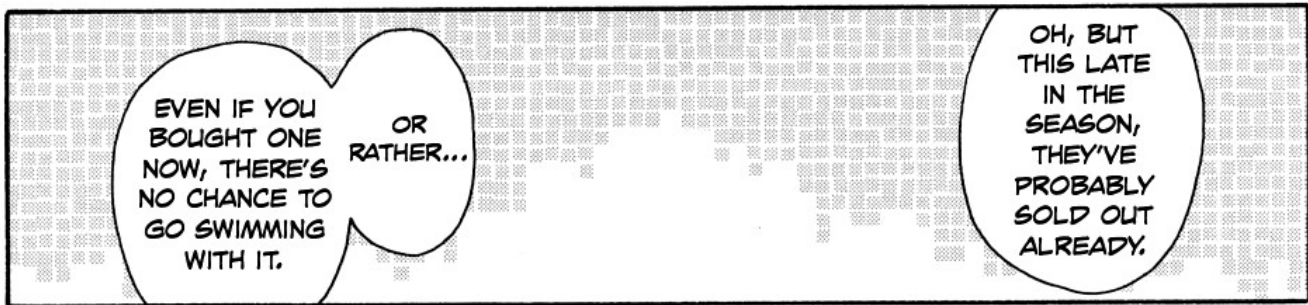 OH, BUT
THIS LATE
IN THE
SEASON,
THEY'VE
PROBABLY
SOLD OUT
ALREADY.
OR
RATHER...
EVEN IF YOU
BOUGHT ONE
NOW, THERE'S
NO CHANCE TO
GO SWIMMING
WITH IT.